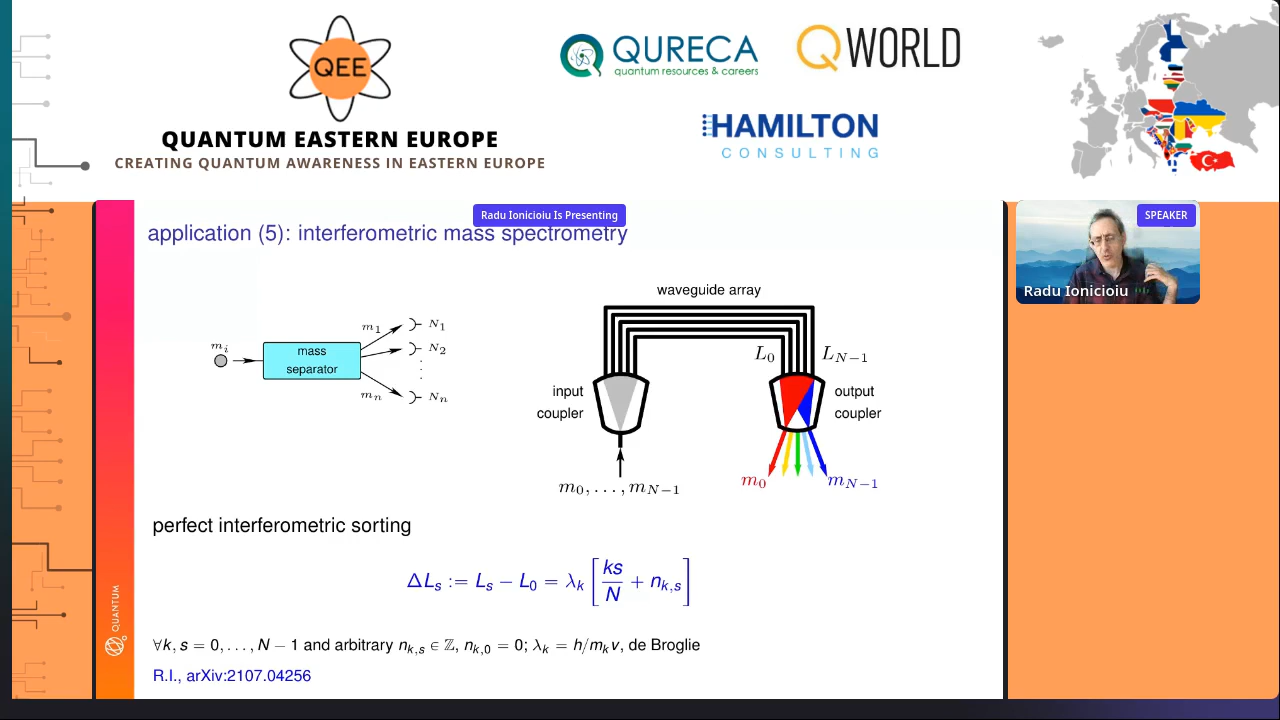 QEE
QUANTUM EASTERN EUROPE
CREATING QUANTUM AWARENESS IN EASTERN EUROPE
QURECA
quantum resources & careers
QWORLD
HAMILTON
CONSULTING
Radu Ionicioiu Is Presenting
SPEAKER
Radu Ionicioiu
application (5): interferometric mass spectrometry
waveguide array
m_i
mass
separator
m_1
m_n
N_1
N_2
N_n
L_0
L_{N-1}
input
coupler
output
coupler
m_0, . . . , m_{N-1}
m_0
m_{N-1}
perfect interferometric sorting
ΔL_s := L_s − L_0 = λ_k [ks/N + n_{k,s}]
∀k, s = 0, . . . , N − 1 and arbitrary n_{k,s} ∈ ℤ, n_{k,0} = 0; λ_k = h/m_k v, de Broglie
R.I., arXiv:2107.04256
QUANTUM